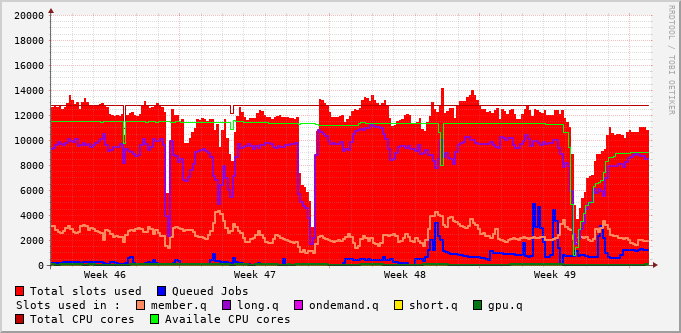 20000
18000
16000
14000
12000
10000
8000
6000
4000
2000
0
Week 46 Week 47 Week 48 Week 49
RRDTOOL / TOBI OETIKER
Total slots used Queued Jobs
Slots used in : member.q long.q ondemand.q short.q gpu.q
Total CPU cores Availale CPU cores